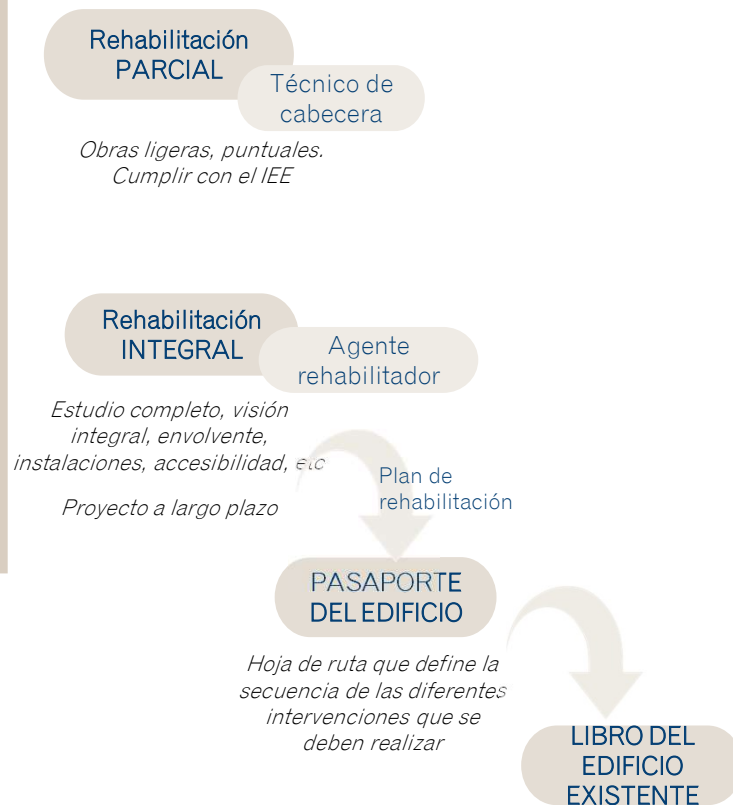 Rehabilitación
PARCIAL
Técnico de
cabecera
Obras ligeras, puntuales.
Cumplir con el IEE
Rehabilitación
INTEGRAL
Agente
rehabilitador
Estudio completo, visión
integral, envolvente,
instalaciones, accesibilidad, etc
Proyecto a largo plazo
Plan de
rehabilitación
PASAPORTE
DEL EDIFICIO
Hoja de ruta que define la
secuencia de las diferentes
intervenciones que se
deben realizar
LIBRO DEL
EDIFICIO
EXISTENTE